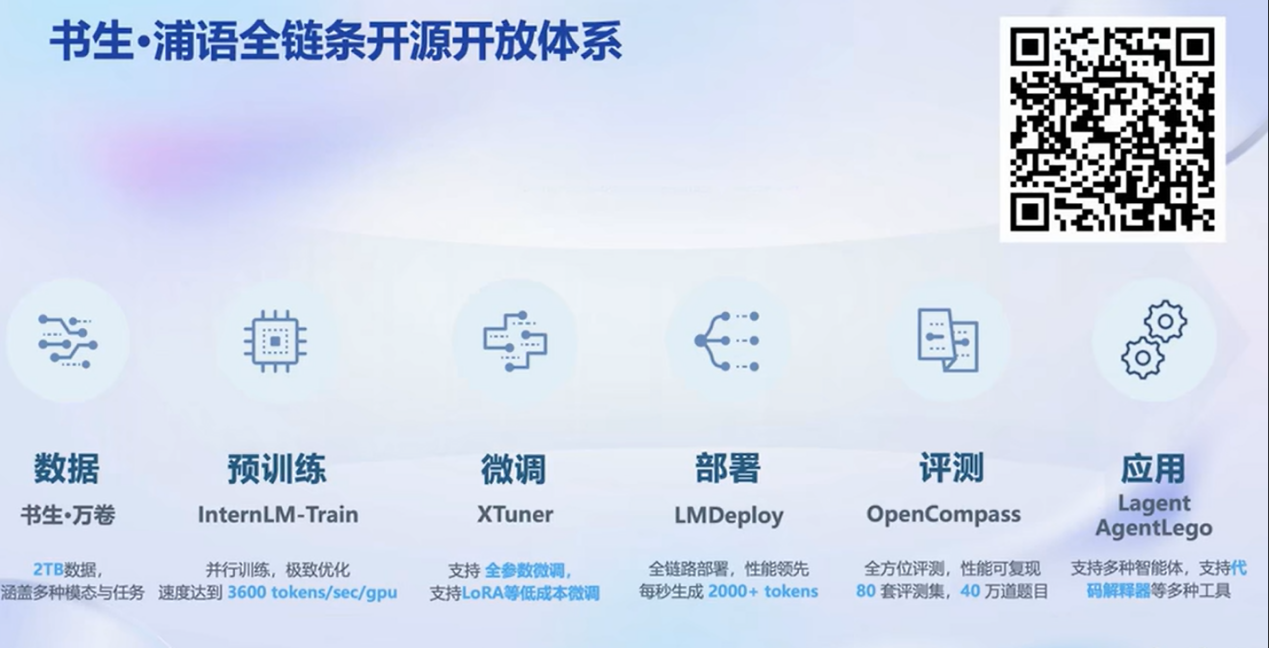 书生•浦语全链条开源开放体系
数据
书生•万卷
2TB数据，
涵盖多种模态与任务
预训练
InternLM-Train
并行训练，极致优化
速度达到 3600 tokens/sec/gpu
微调
XTuner
支持 全参数微调，
支持LoRA等低成本微调
部署
LMDeploy
全链路部署，性能领先
每秒生成 2000+ tokens
评测
OpenCompass
全方位评测，性能可复现
80 套评测集，40 万道题目
应用
Lagent
AgentLego
支持多种智能体，支持代
码解释器等多种工具